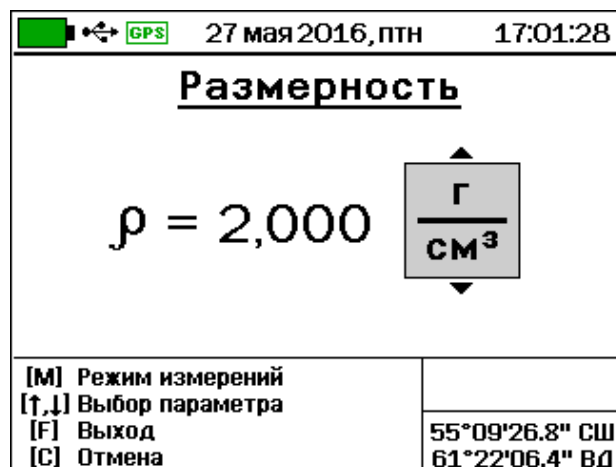 GPS 27 мая 2016, птн 17:01:28
Размерность
ρ = 2,000 г/см³
[M] Режим измерений
[↑,↓] Выбор параметра
[F] Выход
[C] Отмена
55°09'26.8" СШ
61°22'06.4" ВД